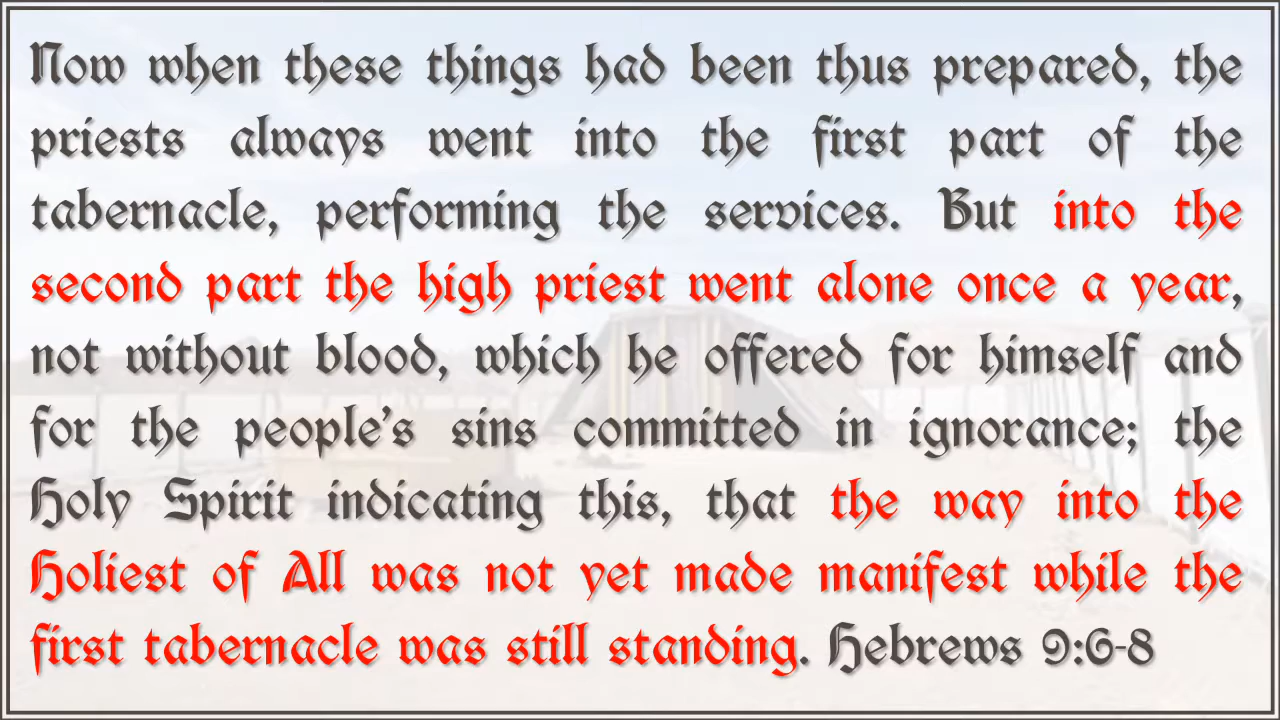 Now when these things had been thus prepared, the
priests always went into the first part of the
tabernacle, performing the services. But into the
second part the high priest went alone once a year,
not without blood, which he offered for himself and
for the people’s sins committed in ignorance; the
Holy Spirit indicating this, that the way into the
Holiest of All was not yet made manifest while the
first tabernacle was still standing. Hebrews 9:6-8